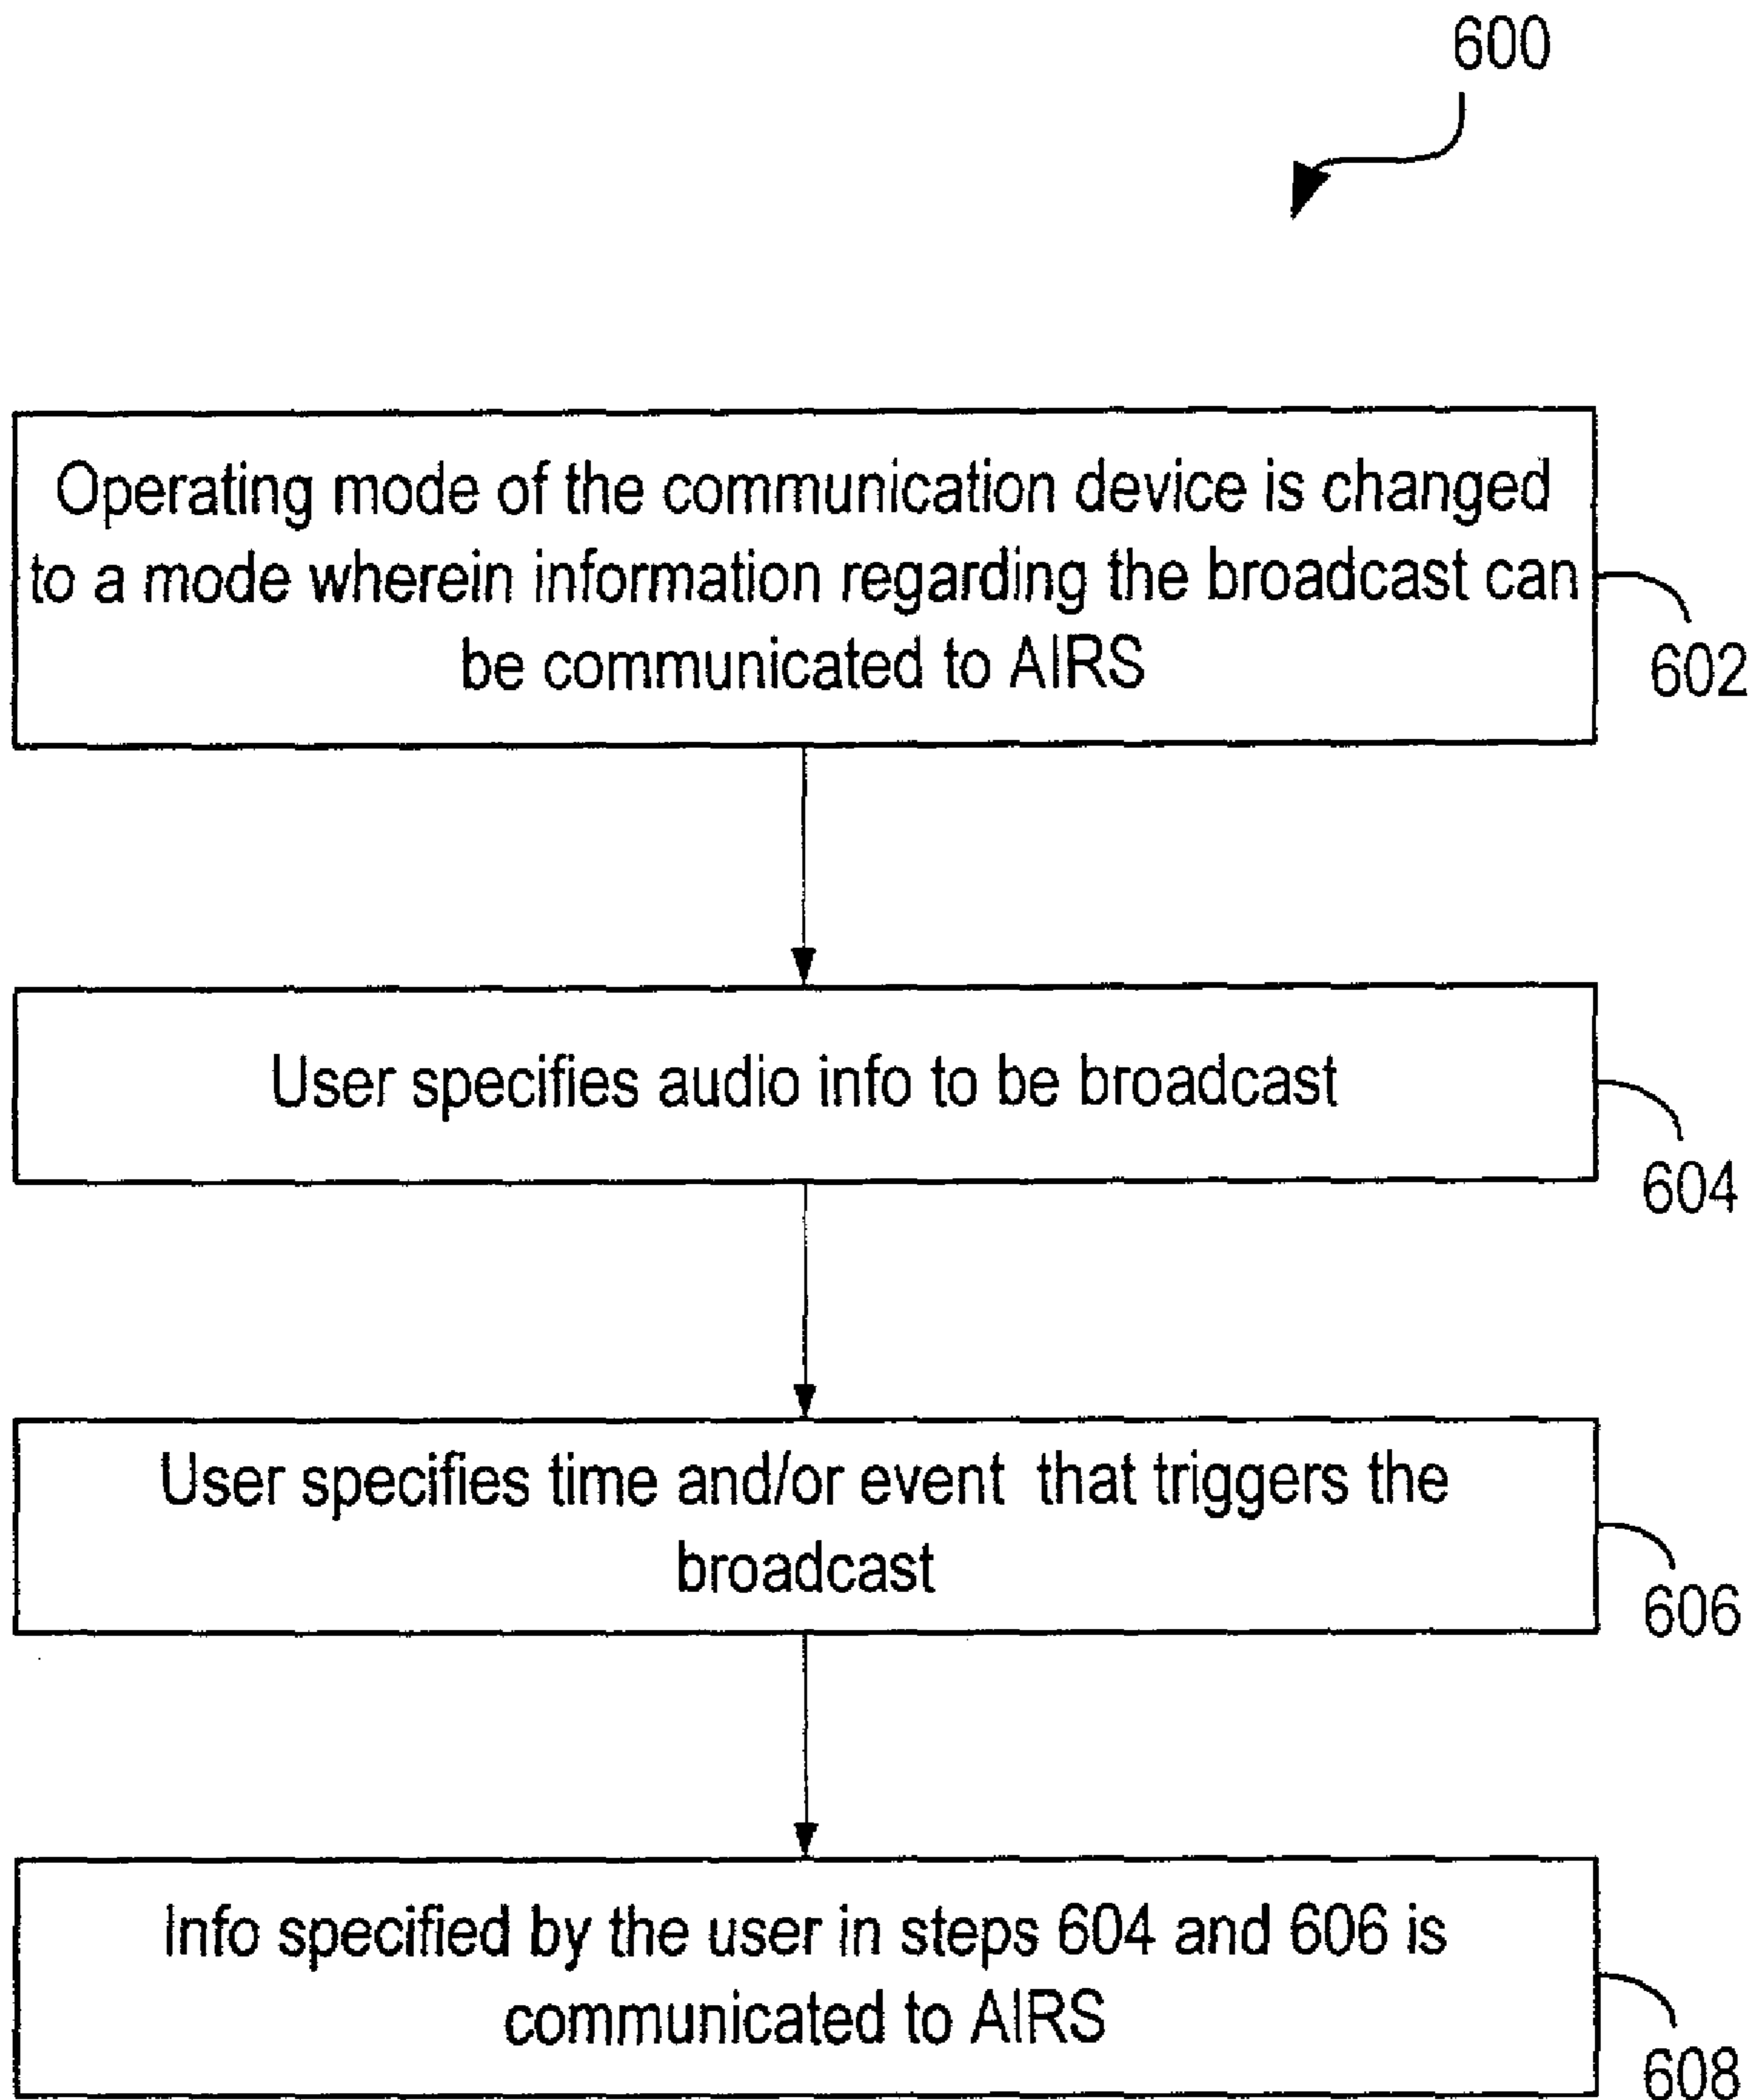 600
Operating mode of the communication device is changed
to a mode wherein information regarding the broadcast can
be communicated to AIRS
602
User specifies audio info to be broadcast
604
User specifies time and/or event that triggers the
broadcast
606
Info specified by the user in steps 604 and 606 is
communicated to AIRS
608